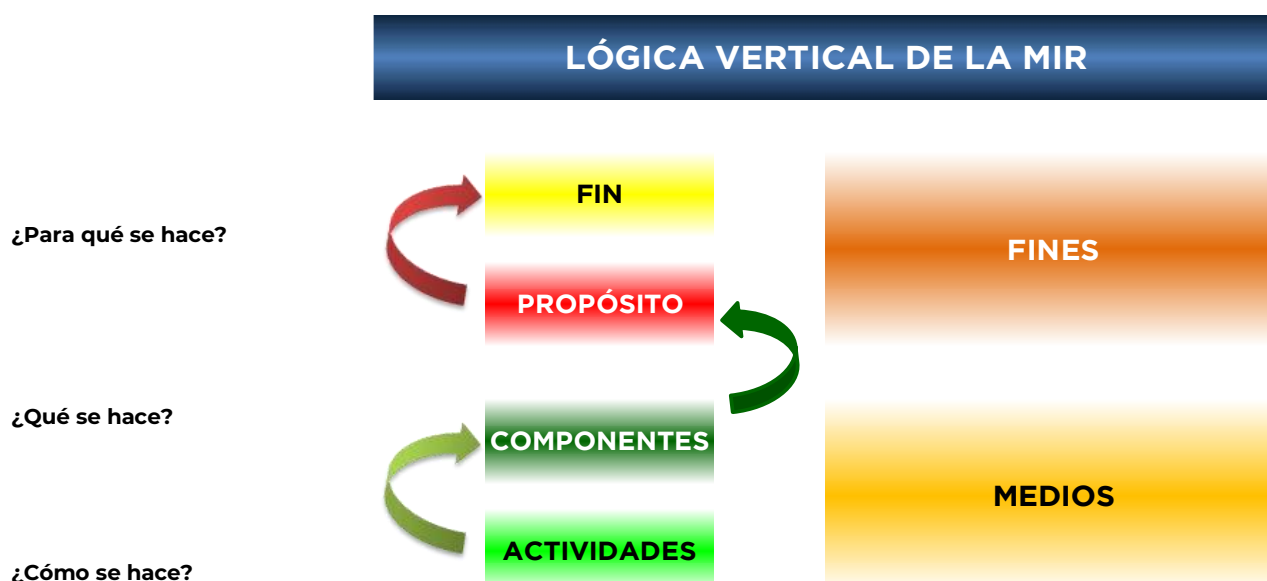 LÓGICA VERTICAL DE LA MIR
FIN
¿Para qué se hace?
FINES
PROPÓSITO
¿Qué se hace?
COMPONENTES
MEDIOS
ACTIVIDADES
¿Cómo se hace?